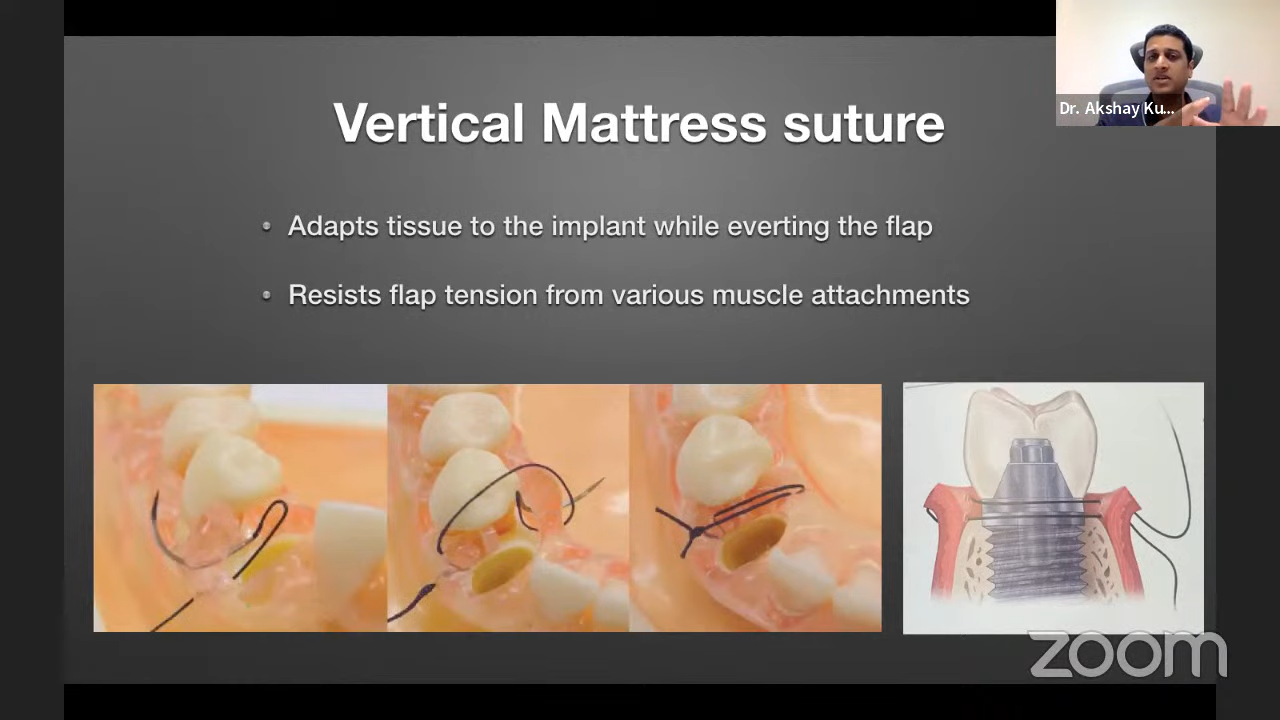 Vertical Mattress suture
Dr. Akshay Ku...
Adapts tissue to the implant while everting the flap
Resists flap tension from various muscle attachments
zoom